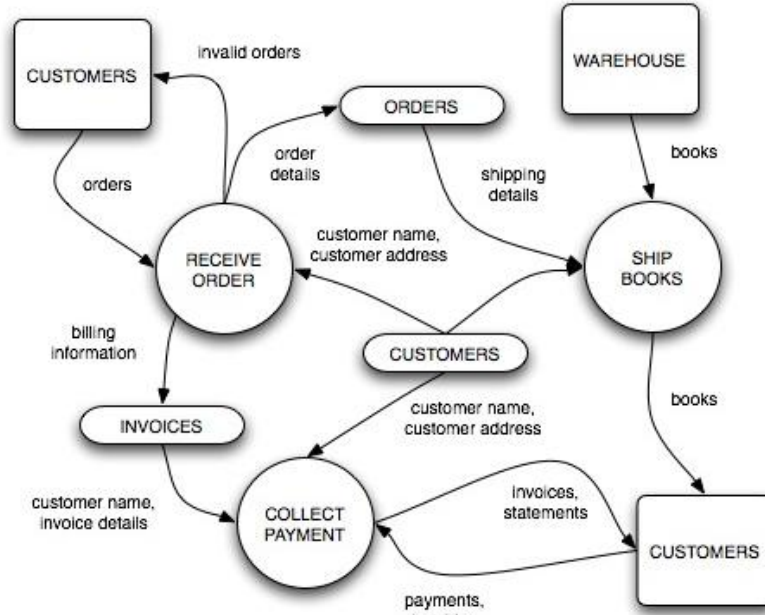 invalid orders
CUSTOMERS
WAREHOUSE
ORDERS
order
details
books
orders
shipping
details
customer name,
customer address
RECEIVE
ORDER
SHIP
BOOKS
billing
information
CUSTOMERS
books
customer name,
customer address
INVOICES
customer name,
invoice details
COLLECT
PAYMENT
invoices,
statements
CUSTOMERS
payments,